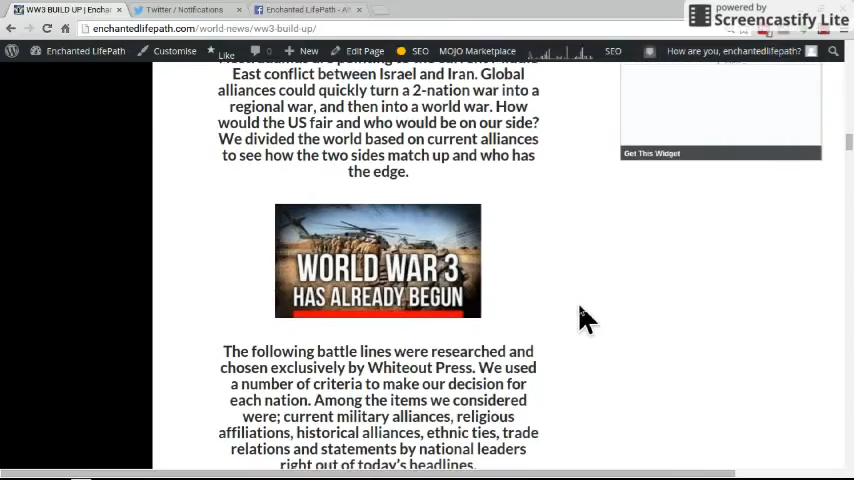 WW3 BUILD UP | Encha
Twitter / Notifications
Enchanted LifePath - Al
powered by
Screencastify Lite
enchantedlifepath.com/world-news/ww3-build-up/
Enchanted LifePath
Customise
Like
New
Edit Page
SEO
MOJO Marketplace
SEO
How are you, enchantedlifepath?
East conflict between Israel and Iran. Global
alliances could quickly turn a 2-nation war into a
regional war, and then into a world war. How
would the US fair and who would be on our side?
We divided the world based on current alliances
to see how the two sides match up and who has
the edge.
Get This Widget
WORLD WAR 3
HAS ALREADY BEGUN
The following battle lines were researched and
chosen exclusively by Whiteout Press. We used
a number of criteria to make our decision for
each nation. Among the items we considered
were; current military alliances, religious
affiliations, historical alliances, ethnic ties, trade
relations and statements by national leaders
right out of today's headlines.